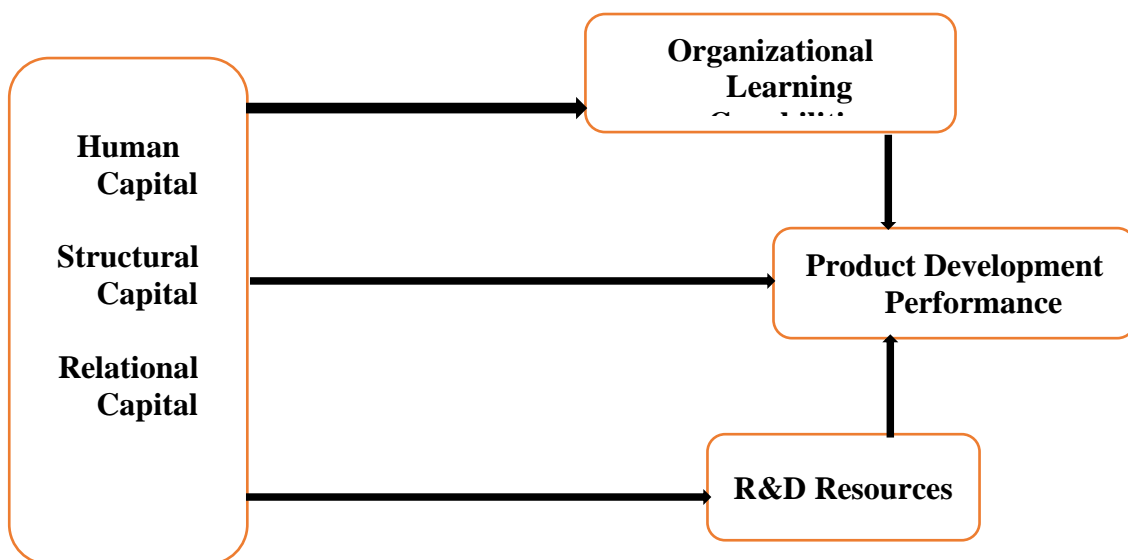 Organizational
Learning
Human
Capital
Structural
Capital
Relational
Capital
Product Development
Performance
R&D Resources